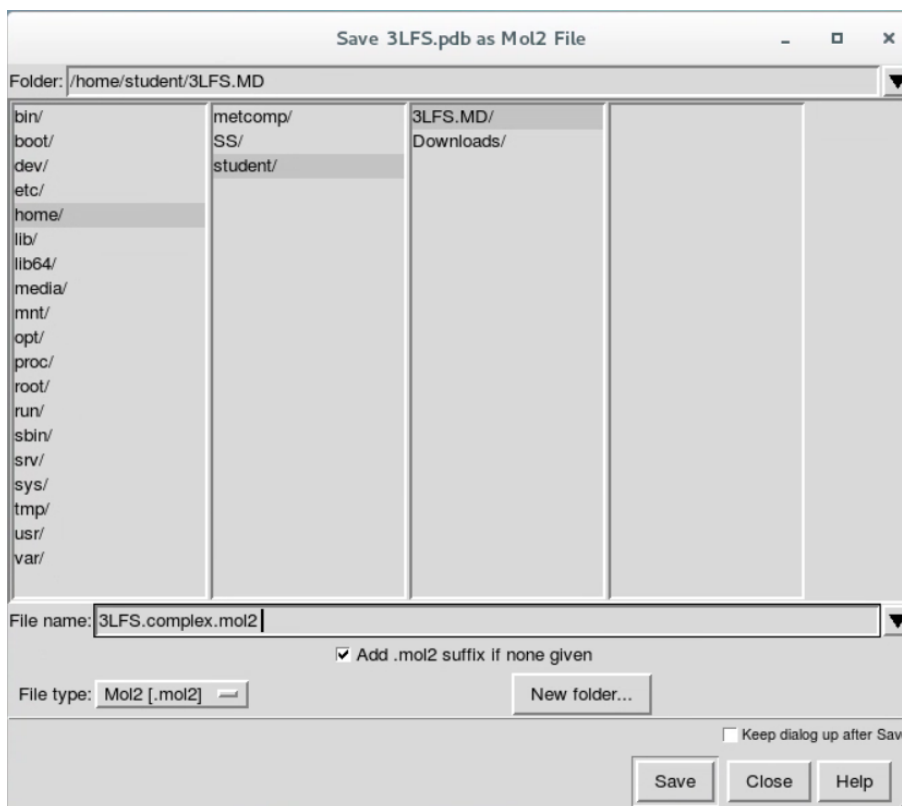 Save 3LFS.pdb as Mol2 File
Folder: /home/student/3LFS.MD
bin/
boot/
dev/
etc/
home/
lib/
lib64/
media/
mnt/
opt/
proc/
root/
run/
sbin/
srv/
sys/
tmp/
usr/
var/
metcomp/
SS/
student/
3LFS.MD/
Downloads/
File name: 3LFS.complex.mol2
Add .mol2 suffix if none given
File type: Mol2 [.mol2]
New folder...
Keep dialog up after Sav
Save
Close
Help